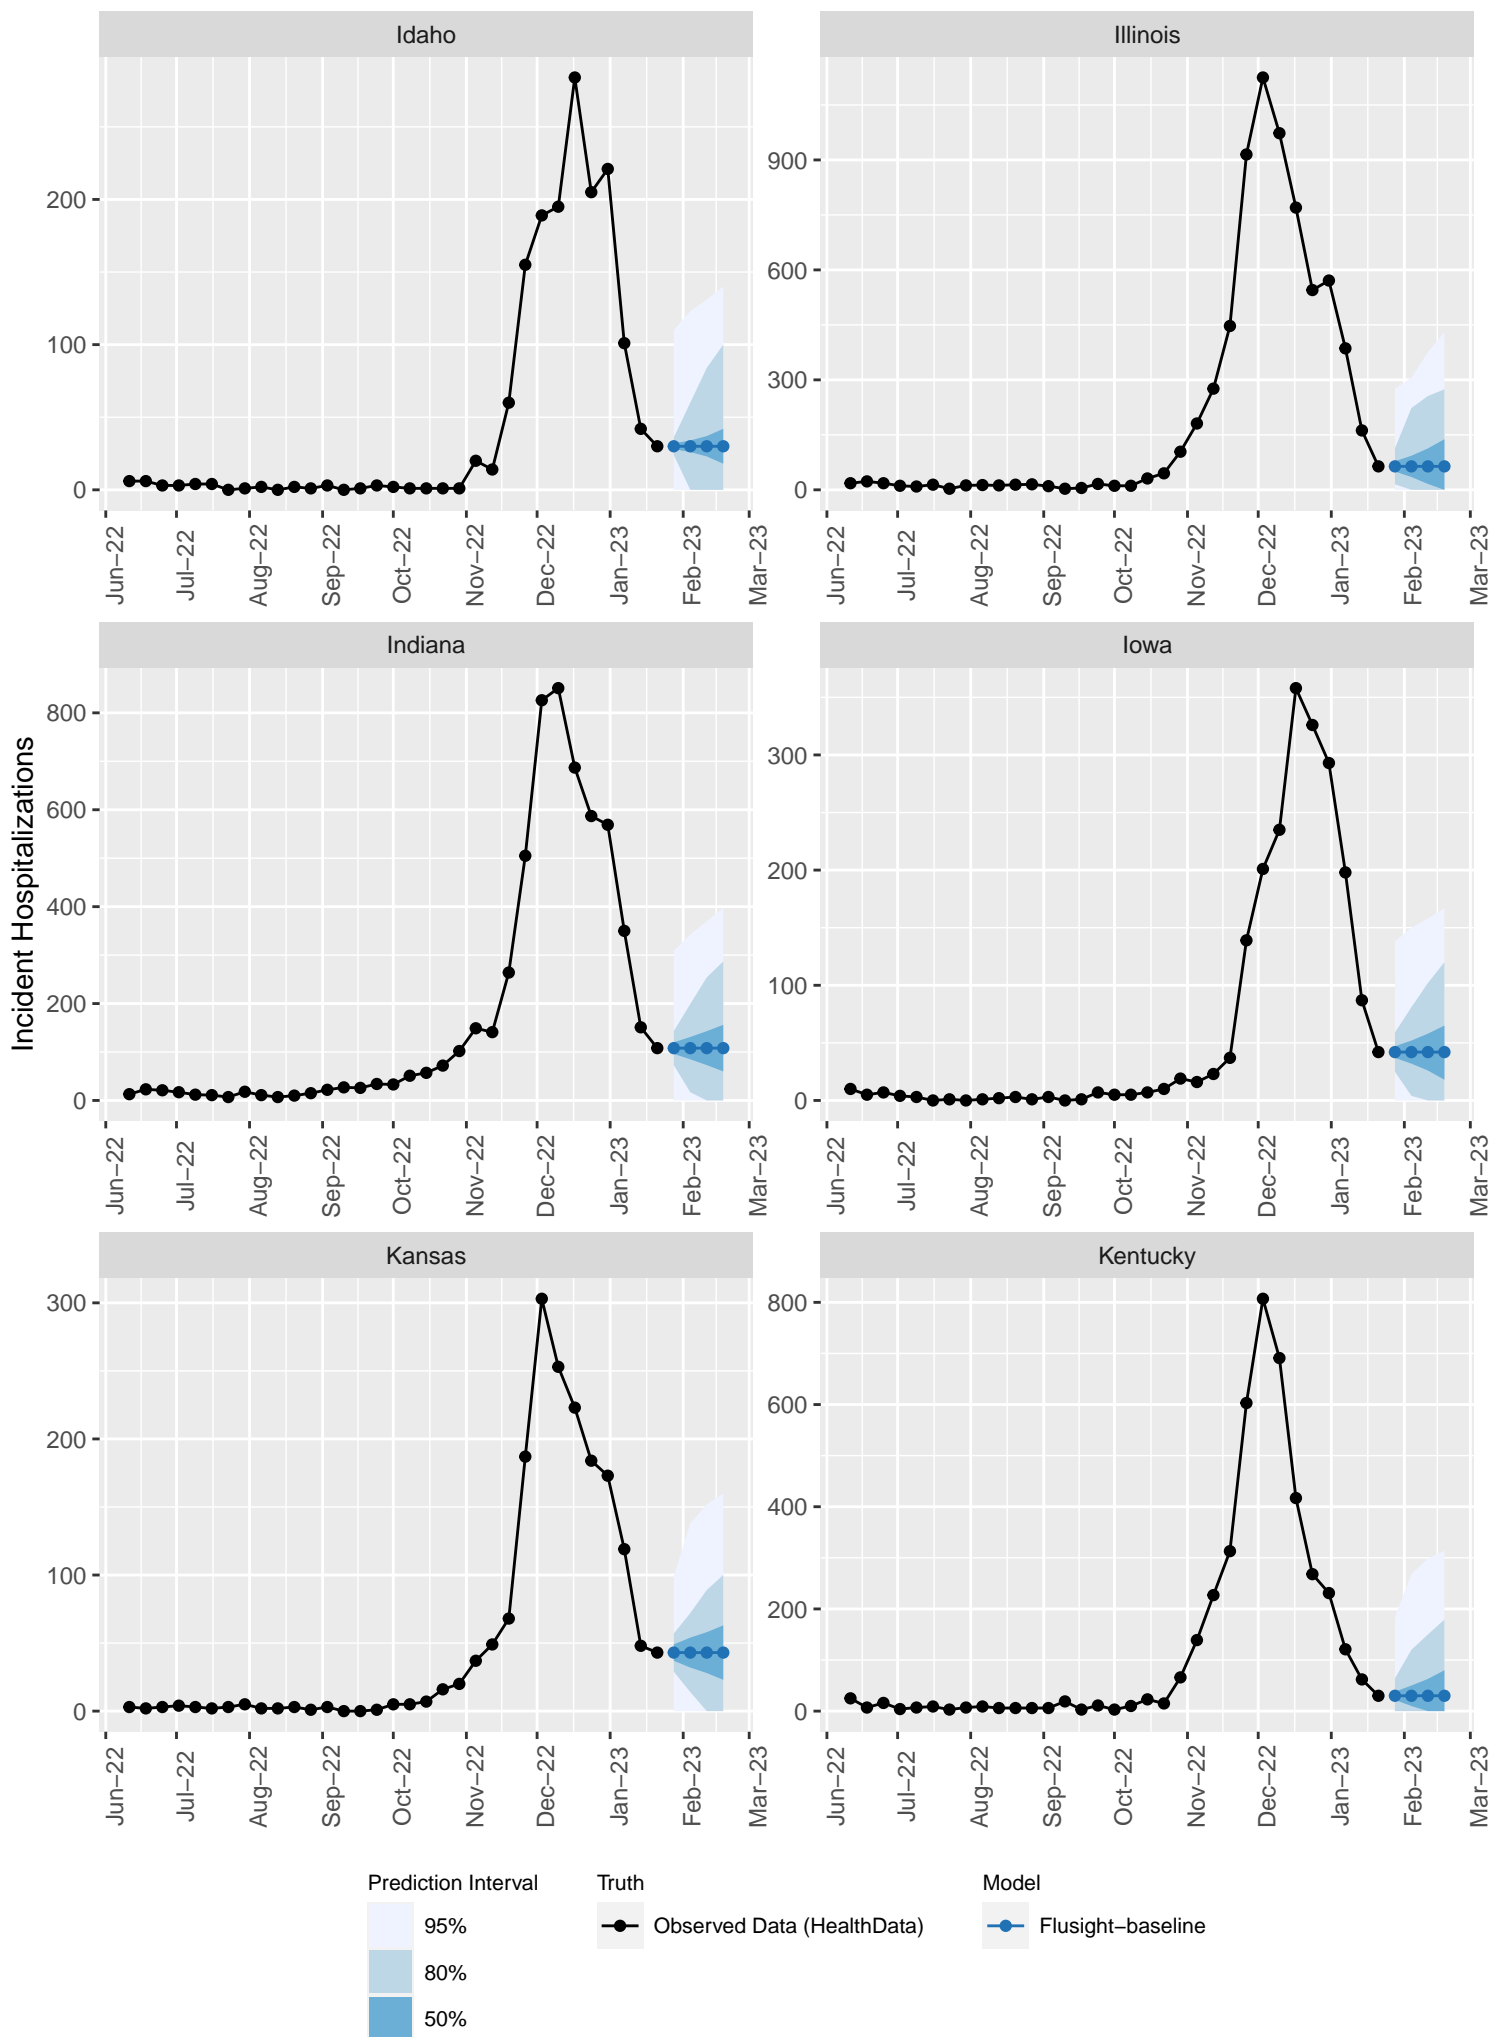 Idaho
Illinois
200
100
0
Jun−22
Jul−22
Aug−22
Sep−22
Oct−22
Nov−22
Dec−22
Jan−23
Feb−23
Mar−23
900
600
300
0
Jun−22
Jul−22
Aug−22
Sep−22
Oct−22
Nov−22
Dec−22
Jan−23
Feb−23
Mar−23
Incident Hospitalizations
Indiana
Iowa
800
600
400
200
0
Jun−22
Jul−22
Aug−22
Sep−22
Oct−22
Nov−22
Dec−22
Jan−23
Feb−23
Mar−23
300
200
100
0
Jun−22
Jul−22
Aug−22
Sep−22
Oct−22
Nov−22
Dec−22
Jan−23
Feb−23
Mar−23
Kansas
Kentucky
300
200
100
0
Jun−22
Jul−22
Aug−22
Sep−22
Oct−22
Nov−22
Dec−22
Jan−23
Feb−23
Mar−23
800
600
400
200
0
Jun−22
Jul−22
Aug−22
Sep−22
Oct−22
Nov−22
Dec−22
Jan−23
Feb−23
Mar−23
Prediction Interval
95%
80%
50%
Truth
Observed Data (HealthData)
Model
Flusight−baseline